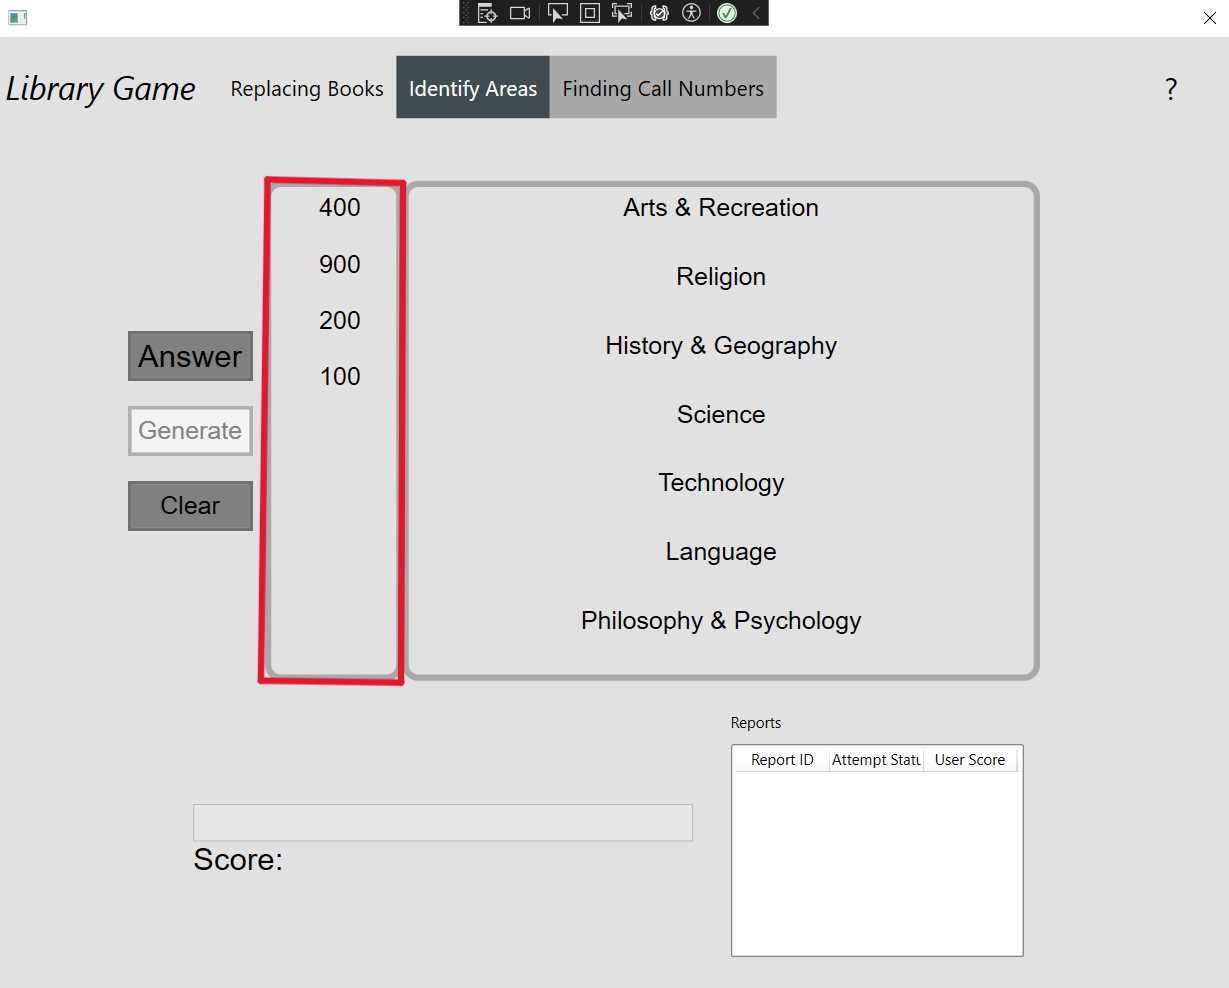 Library Game
Replacing Books
Identify Areas
Finding Call Numbers
?
400
900
200
100
Arts & Recreation
Religion
History & Geography
Science
Technology
Language
Philosophy & Psychology
Answer
Generate
Clear
Reports
Report ID Attempt Statu User Score
Score: